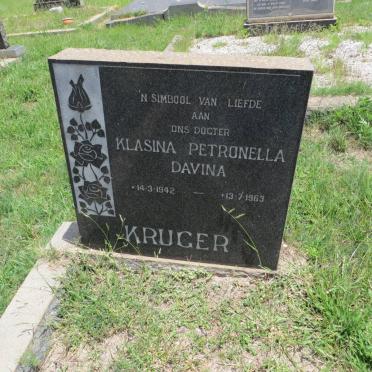 'N SIMBOOL VAN LIEFDE
AAN
ONS DOGTER
KLASINA PETRONELLA
DAVINA
*14-3-1942 — +13-7-1963
KRUGER